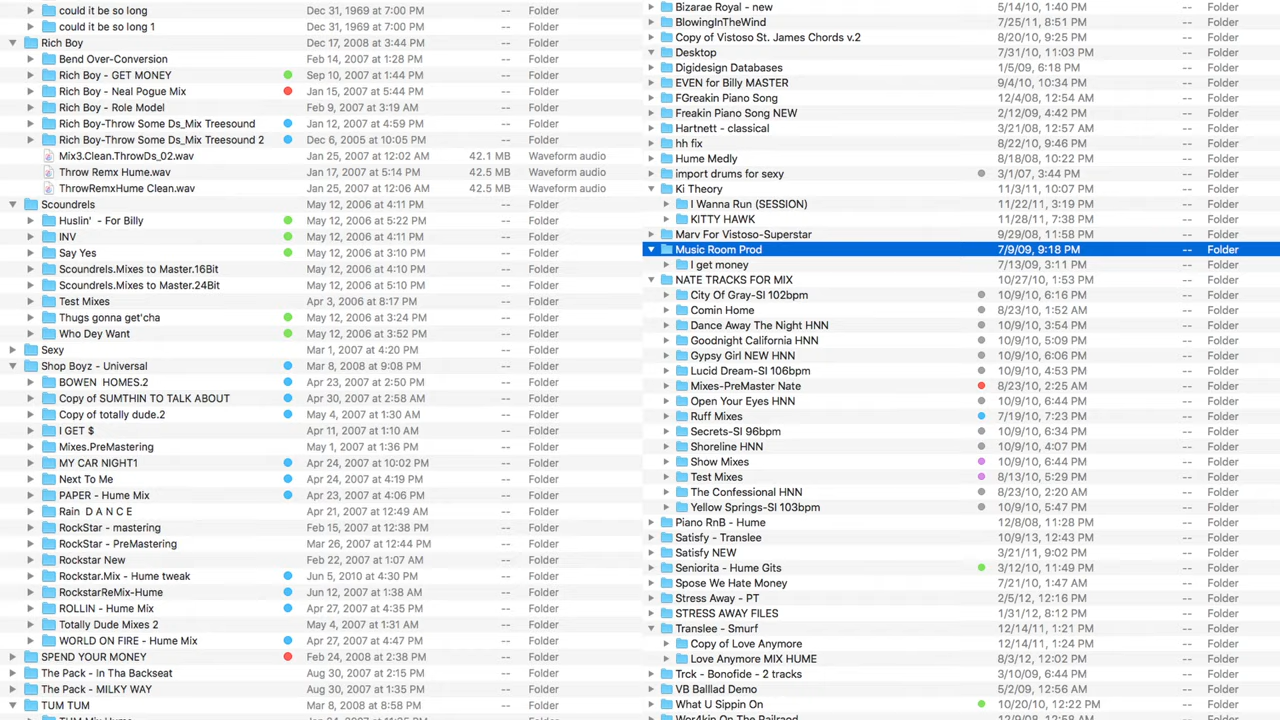 could it be so long Dec 31, 1969 at 7:00 PM -- Folder
could it be so long 1 Dec 31, 1969 at 7:00 PM -- Folder
Rich Boy Dec 17, 2008 at 3:44 PM -- Folder
Bend Over-Conversion Feb 14, 2007 at 1:28 PM -- Folder
Rich Boy - GET MONEY Sep 10, 2007 at 1:44 PM -- Folder
Rich Boy - Neal Pogue Mix Jan 15, 2007 at 5:44 PM -- Folder
Rich Boy - Role Model Feb 9, 2007 at 3:19 AM -- Folder
Rich Boy-Throw Some Ds_Mix Treesound Jan 12, 2007 at 4:59 PM -- Folder
Rich Boy-Throw Some Ds_Mix Treesound 2 Dec 6, 2005 at 10:05 PM -- Folder
Mix3.Clean.ThrowDs_02.wav Jan 25, 2007 at 12:02 AM 42.1 MB Waveform audio
Throw Remx Hume.wav Jan 17, 2007 at 5:14 PM 42.5 MB Waveform audio
ThrowRemxHume Clean.wav Jan 25, 2007 at 12:06 AM 42.5 MB Waveform audio
Scoundrels May 12, 2006 at 4:11 PM -- Folder
Huslin' - For Billy May 12, 2006 at 5:22 PM -- Folder
INV May 12, 2006 at 4:11 PM -- Folder
Say Yes May 12, 2006 at 3:10 PM -- Folder
Scoundrels.Mixes to Master.16Bit May 12, 2006 at 4:10 PM -- Folder
Scoundrels.Mixes to Master.24Bit May 12, 2006 at 4:10 PM -- Folder
Test Mixes Apr 3, 2006 at 8:17 PM -- Folder
Thugs gonna get'cha May 12, 2006 at 3:24 PM -- Folder
Who Dey Want May 12, 2006 at 3:52 PM -- Folder
Sexy Mar 1, 2007 at 4:20 PM -- Folder
Shop Boyz - Universal Mar 8, 2008 at 9:08 PM -- Folder
BOWEN HOMES.2 Apr 23, 2007 at 2:50 PM -- Folder
Copy of SUMTHIN TO TALK ABOUT Apr 30, 2007 at 2:58 AM -- Folder
Copy of totally dude.2 May 4, 2007 at 1:30 AM -- Folder
I GET $ Apr 11, 2007 at 1:10 AM -- Folder
Mixes.PreMastering May 1, 2007 at 1:36 PM -- Folder
MY CAR NIGHT1 Apr 24, 2007 at 10:02 PM -- Folder
Next To Me Apr 24, 2007 at 4:19 PM -- Folder
PAPER - Hume Mix Apr 23, 2007 at 4:06 PM -- Folder
Rain D A N C E Apr 21, 2007 at 12:49 AM -- Folder
RockStar - mastering Feb 15, 2007 at 12:38 PM -- Folder
RockStar - PreMastering Mar 26, 2007 at 12:44 PM -- Folder
Rockstar New Feb 22, 2007 at 1:07 AM -- Folder
Rockstar.Mix - Hume tweak Jun 5, 2010 at 4:30 PM -- Folder
RockstarReMix-Hume Jun 12, 2007 at 1:38 AM -- Folder
ROLLIN - Hume Mix Apr 27, 2007 at 4:35 PM -- Folder
Totally Dude Mixes 2 May 4, 2007 at 1:31 AM -- Folder
WORLD ON FIRE - Hume Mix Apr 27, 2007 at 4:47 PM -- Folder
SPEND YOUR MONEY Feb 24, 2008 at 2:38 PM -- Folder
The Pack - In Tha Backseat Aug 30, 2007 at 2:15 PM -- Folder
The Pack - MILKY WAY Aug 30, 2007 at 1:35 PM -- Folder
TUM TUM Mar 8, 2008 at 8:58 PM -- Folder
Bizarre Royal - new 5/14/10, 1:40 PM -- Folder
BlowingInTheWind 7/25/11, 8:51 PM -- Folder
Copy of Vistoso St. James Chords v.2 8/20/10, 9:25 PM -- Folder
Desktop 7/31/10, 11:03 PM -- Folder
Digidesign Databases 1/5/09, 6:18 PM -- Folder
EVEN for Billy MASTER 9/4/10, 10:34 PM -- Folder
FGreakin Piano Song 12/4/08, 12:54 AM -- Folder
Freakin Piano Song NEW 2/12/09, 4:42 PM -- Folder
Hartnett - classical 3/21/08, 12:57 AM -- Folder
hh fix 8/22/10, 9:46 PM -- Folder
Hume Medly 8/18/08, 10:22 PM -- Folder
import drums for sexy 3/1/07, 3:44 PM -- Folder
Ki Theory 11/3/11, 10:07 PM -- Folder
I Wanna Run (SESSION) 11/22/11, 3:19 PM -- Folder
KITTY HAWK 11/28/11, 7:38 PM -- Folder
Marv For Vistoso-Superstar 9/29/08, 11:58 PM -- Folder
Music Room Prod 7/9/09, 9:18 PM -- Folder
I get money 7/13/09, 3:11 PM -- Folder
NATE TRACKS FOR MIX 10/27/10, 1:53 PM -- Folder
City Of Gray-SI 102bpm 10/9/10, 6:16 PM -- Folder
Comin Home 8/23/10, 1:52 AM -- Folder
Dance Away The Night HNN 10/9/10, 3:54 PM -- Folder
Goodnight California HNN 10/9/10, 5:09 PM -- Folder
Gypsy Girl NEW HNN 10/9/10, 6:06 PM -- Folder
Lucid Dream-SI 106bpm 10/9/10, 4:53 PM -- Folder
Mixes-PreMaster Nate 8/23/10, 2:25 AM -- Folder
Open Your Eyes HNN 10/9/10, 4:01 PM -- Folder
Ruff Mixes 7/19/10, 7:23 PM -- Folder
Secrets-SI 96bpm 10/9/10, 6:34 PM -- Folder
Shoreline HNN 10/9/10, 4:07 PM -- Folder
Show Mixes 10/9/10, 6:44 PM -- Folder
Test Mixes 8/13/10, 5:29 PM -- Folder
The Confessional HNN 8/23/10, 2:20 AM -- Folder
Yellow Springs-SI 103bpm 10/9/10, 5:47 PM -- Folder
Piano RnB - Hume 12/8/08, 11:28 PM -- Folder
Satisfy - Translee 10/9/13, 12:43 PM -- Folder
Satisfy NEW 3/21/11, 9:03 PM -- Folder
Seniorita - Hume Gits 3/12/10, 11:49 PM -- Folder
Spose We Hate Money 7/21/10, 1:47 AM -- Folder
Stress Away - PT 2/5/12, 12:16 PM -- Folder
STRESS AWAY FILES 1/31/12, 8:12 PM -- Folder
Translee - Smurf 12/14/11, 1:21 PM -- Folder
Copy of Love Anymore 12/14/11, 1:24 PM -- Folder
Love Anymore MIX HUME 8/3/12, 12:02 PM -- Folder
Trck - Bonofide - 2 tracks 3/10/09, 6:44 PM -- Folder
VB Balllad Demo 5/2/09, 12:56 AM -- Folder
What U Sippin On 10/20/10, 12:22 PM -- Folder